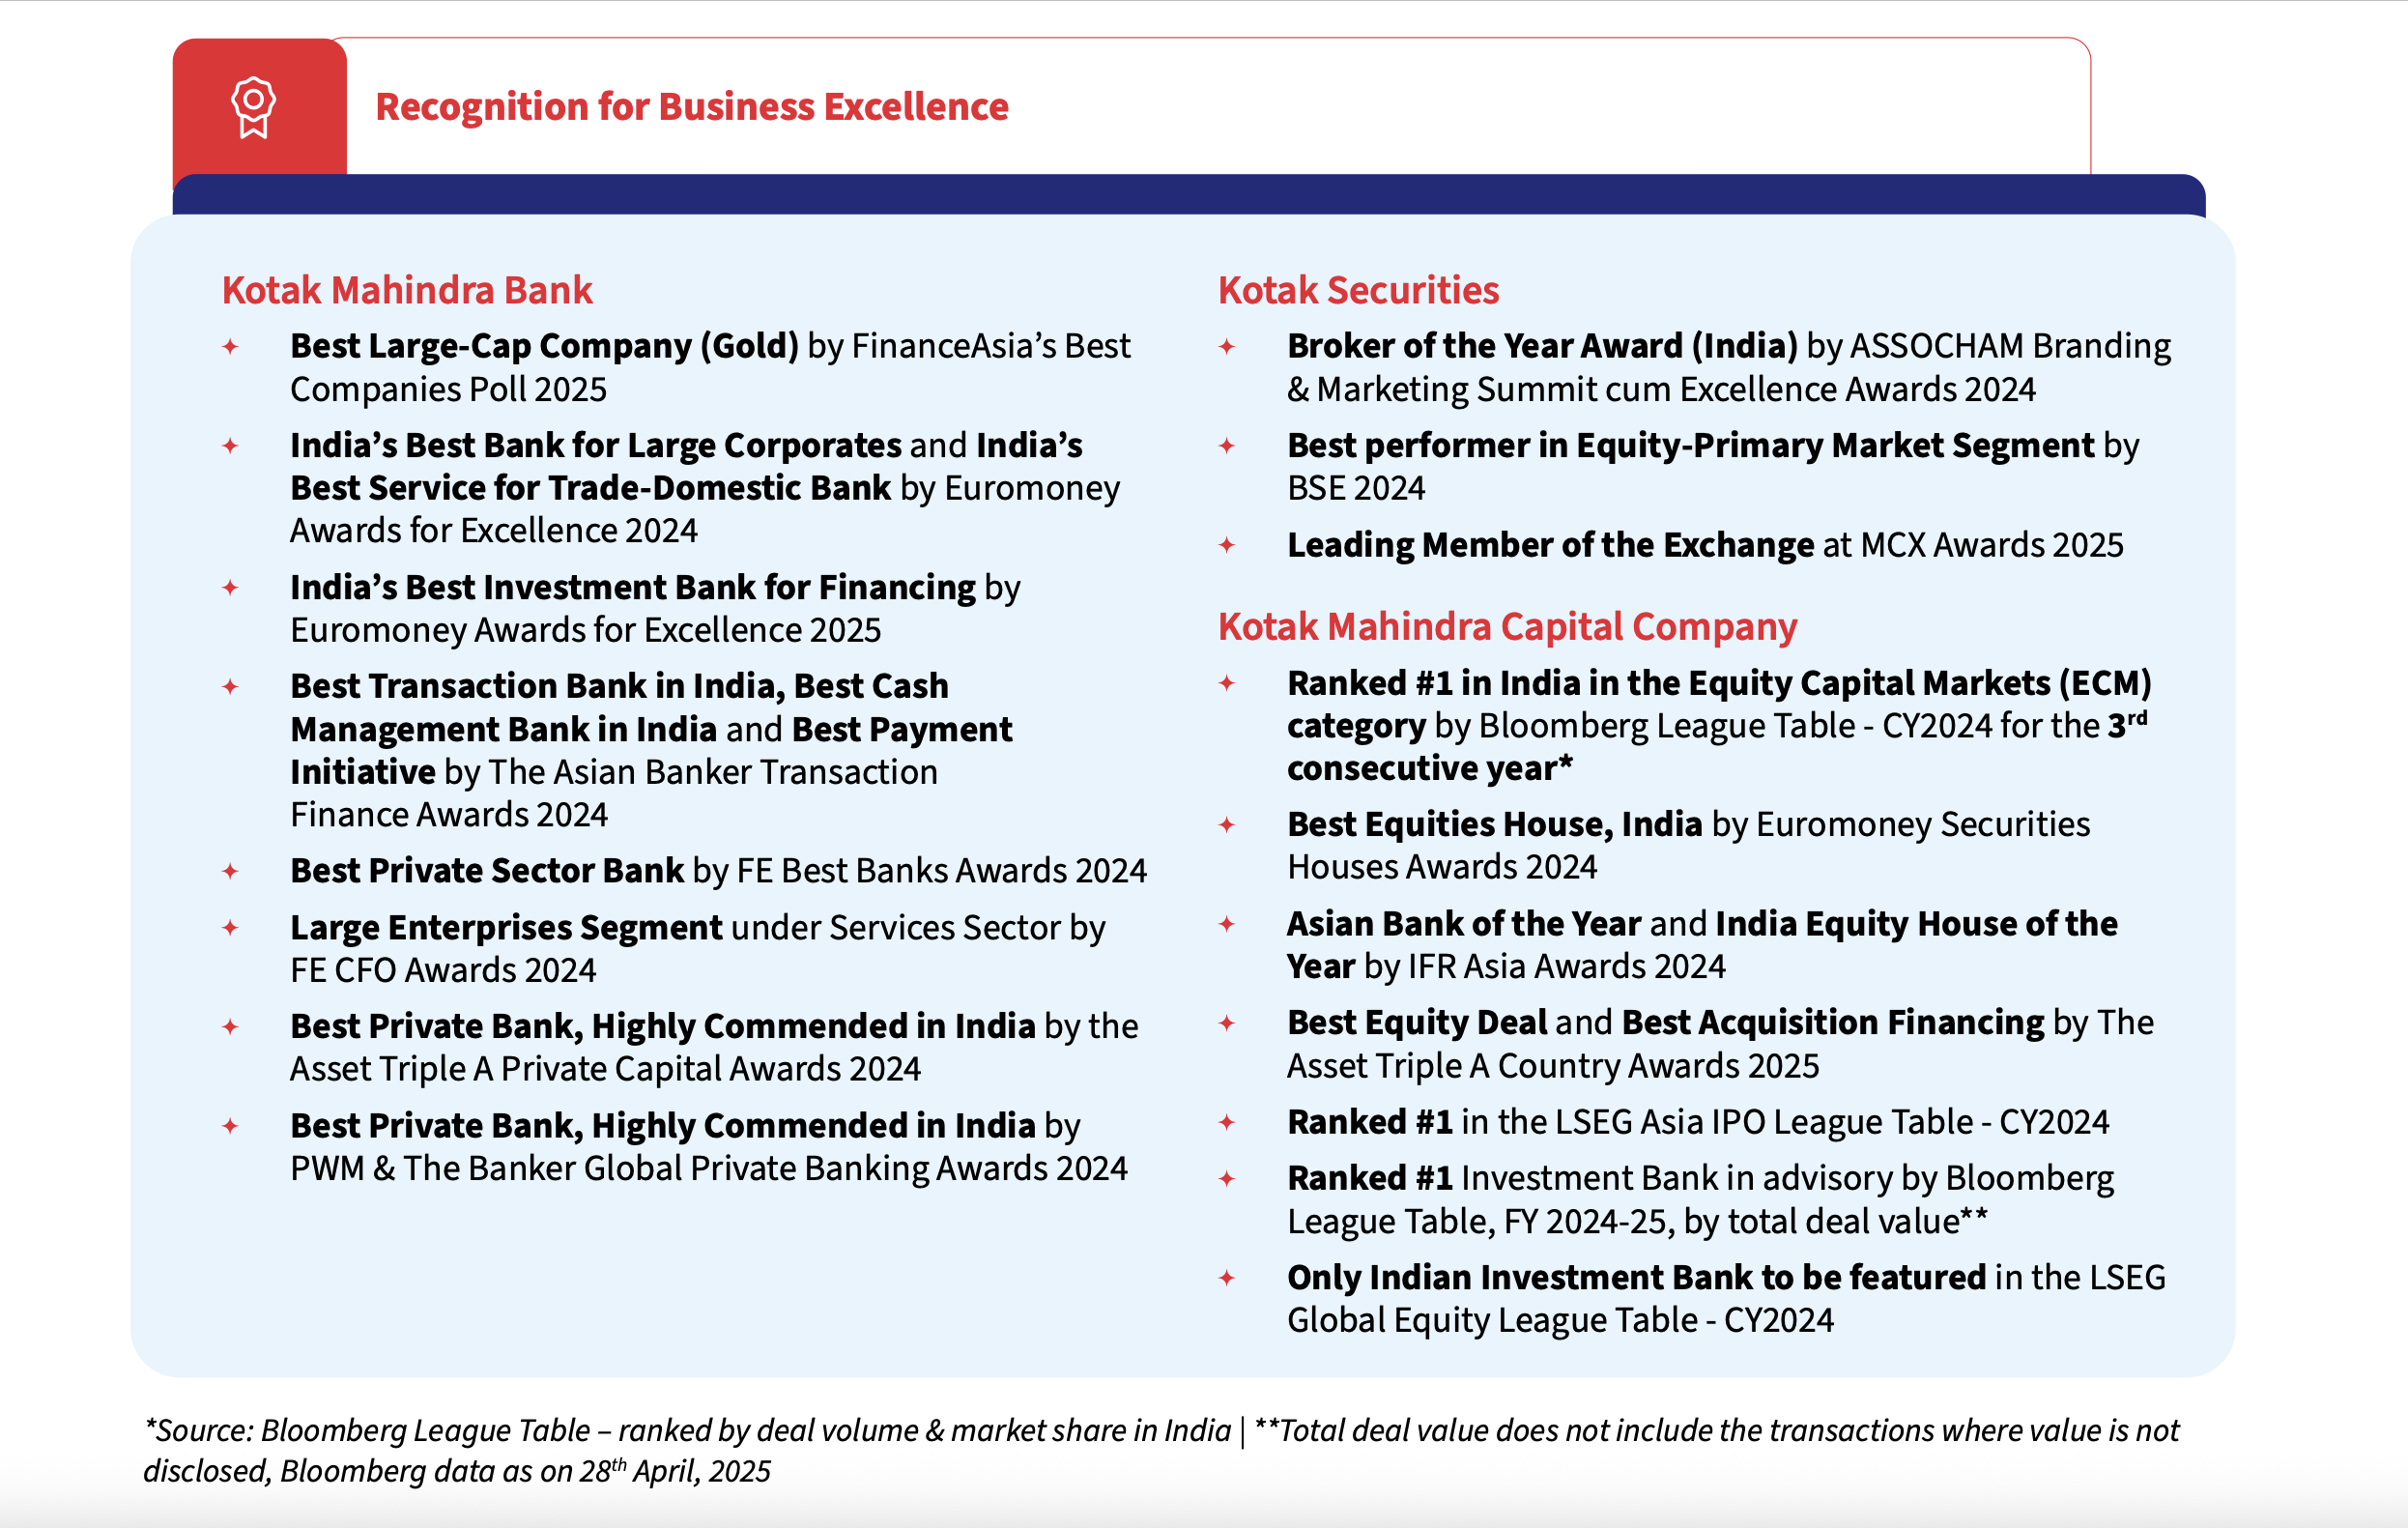 Recognition for Business Excellence
Kotak Mahindra Bank
Best Large-Cap Company (Gold) by FinanceAsia’s Best
Companies Poll 2025
India’s Best Bank for Large Corporates and India’s
Best Service for Trade-Domestic Bank by Euromoney
Awards for Excellence 2024
India’s Best Investment Bank for Financing by
Euromoney Awards for Excellence 2025
Best Transaction Bank in India, Best Cash
Management Bank in India and Best Payment
Initiative by The Asian Banker Transaction
Finance Awards 2024
Best Private Sector Bank by FE Best Banks Awards 2024
Large Enterprises Segment under Services Sector by
FE CFO Awards 2024
Best Private Bank, Highly Commended in India by the
Asset Triple A Private Capital Awards 2024
Best Private Bank, Highly Commended in India by
PWM & The Banker Global Private Banking Awards 2024
Kotak Securities
Broker of the Year Award (India) by ASSOCHAM Branding
& Marketing Summit cum Excellence Awards 2024
Best performer in Equity-Primary Market Segment by
BSE 2024
Leading Member of the Exchange at MCX Awards 2025
Kotak Mahindra Capital Company
Ranked #1 in India in the Equity Capital Markets (ECM)
category by Bloomberg League Table - CY2024 for the 3rd
consecutive year*
Best Equities House, India by Euromoney Securities
Houses Awards 2024
Asian Bank of the Year and India Equity House of the
Year by IFR Asia Awards 2024
Best Equity Deal and Best Acquisition Financing by The
Asset Triple A Country Awards 2025
Ranked #1 in the LSEG Asia IPO League Table - CY2024
Ranked #1 Investment Bank in advisory by Bloomberg
League Table, FY 2024-25, by total deal value**
Only Indian Investment Bank to be featured in the LSEG
Global Equity League Table - CY2024
*Source: Bloomberg League Table – ranked by deal volume & market share in India | **Total deal value does not include the transactions where value is not
disclosed, Bloomberg data as on 28th April, 2025